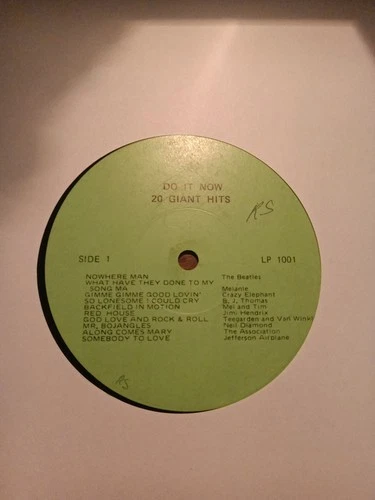 DO IT NOW
20 GIANT HITS
RS
SIDE 1 LP 1001
NOWHERE MAN The Beatles
WHAT HAVE THEY DONE TO MY
SONG MA Melanie
GIMME GIMME GOOD LOVIN' Crazy Elephant
SO LONESOME I COULD CRY B. J. Thomas
BACKFIELD IN MOTION Mel and Tim
RED HOUSE Jimi Hendrix
GOD LOVE AND ROCK & ROLL Teegarden and Van Winkl
MR. BOJANGLES Neil Diamond
ALONG COMES MARY The Association
SOMEBODY TO LOVE Jefferson Airplane
RS